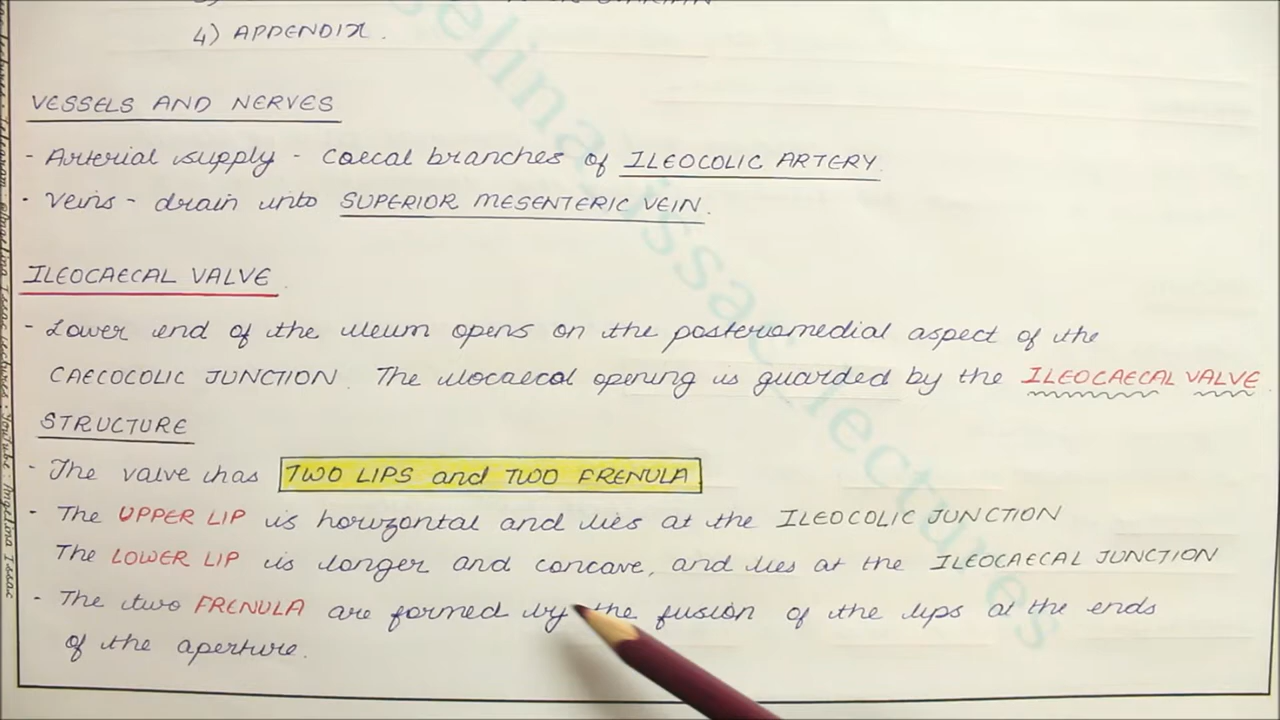 4) APPENDIX.
VESSELS AND NERVES
- Arterial supply - caecal branches of ILEOCOLIC ARTERY.
- Veins - drain into SUPERIOR MESENTERIC VEIN.
ILEOCAECAL VALVE
- Lower end of the ileum opens on the posteriomedial aspect of the
CAECOCOLIC JUNCTION. The ilocaecal opening is guarded by the ILEOCAECAL VALVE.
STRUCTURE
- The valve has TWO LIPS and TWO FRENULA
- The UPPER LIP is horizontal and lies at the ILEOCOLIC JUNCTION
The LOWER LIP is longer and concave, and lies at the ILEOCAECAL JUNCTION
- The two FRENULA are formed by the fusion of the lips at the ends
of the aperture.
selina_issac_lectures